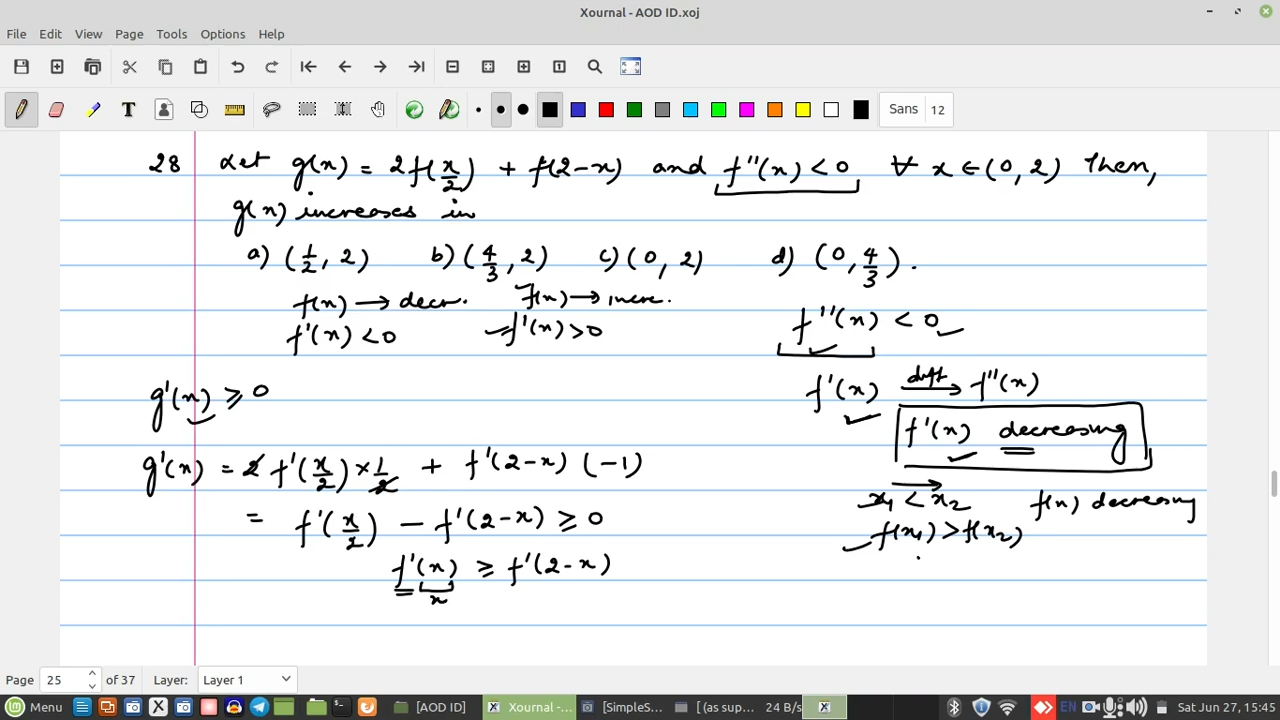 Xournal - AOD ID.xoj
File Edit View Page Tools Options Help
Sans 12
28 Let g(x) = 2f(x/2) + f(2-x) and f''(x) < 0 ∀ x ∈ (0, 2) Then,
g(x) increases in
a) (1/2, 2) b) (4/3, 2) c) (0, 2) d) (0, 4/3).
f(x) → decr. f(x) → incre.
f'(x) < 0 f'(x) > 0
f''(x) < 0
g'(x) ≥ 0
f'(x) diff → f''(x)
f'(x) decreasing
g'(x) = 2 f'(x/2) × 1/2 + f'(2-x) (-1)
x₁ < x₂ f(x) decreasing
= f'(x/2) - f'(2-x) ≥ 0
f(x₁) > f(x₂)
f'(x) ≥ f'(2-x)
x
Page 25 of 37 Layer: Layer 1
Menu [AOD ID] Xournal -... [SimpleS... [ (as sup... 24 B/s EN Sat Jun 27, 15:45